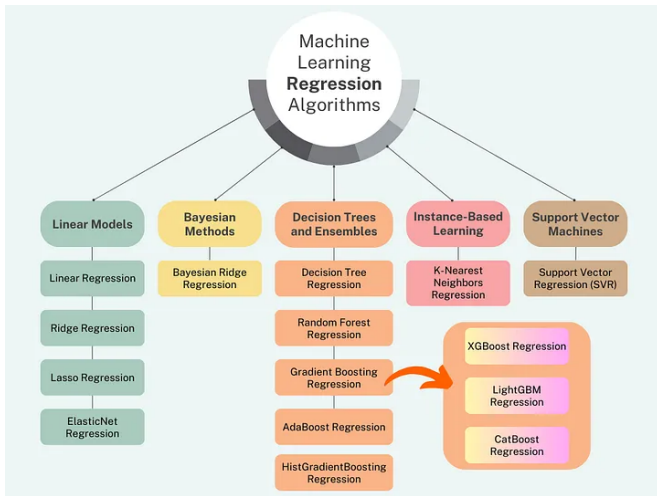 Machine
Learning
Regression
Algorithms
Linear Models
Bayesian
Methods
Decision Trees
and Ensembles
Instance-Based
Learning
Support Vector
Machines
Linear Regression
Ridge Regression
Lasso Regression
ElasticNet
Regression
Bayesian Ridge
Regression
Decision Tree
Regression
Random Forest
Regression
Gradient Boosting
Regression
AdaBoost Regression
HistGradientBoosting
Regression
K-Nearest
Neighbors
Regression
Support Vector
Regression (SVR)
XGBoost Regression
LightGBM
Regression
CatBoost
Regression